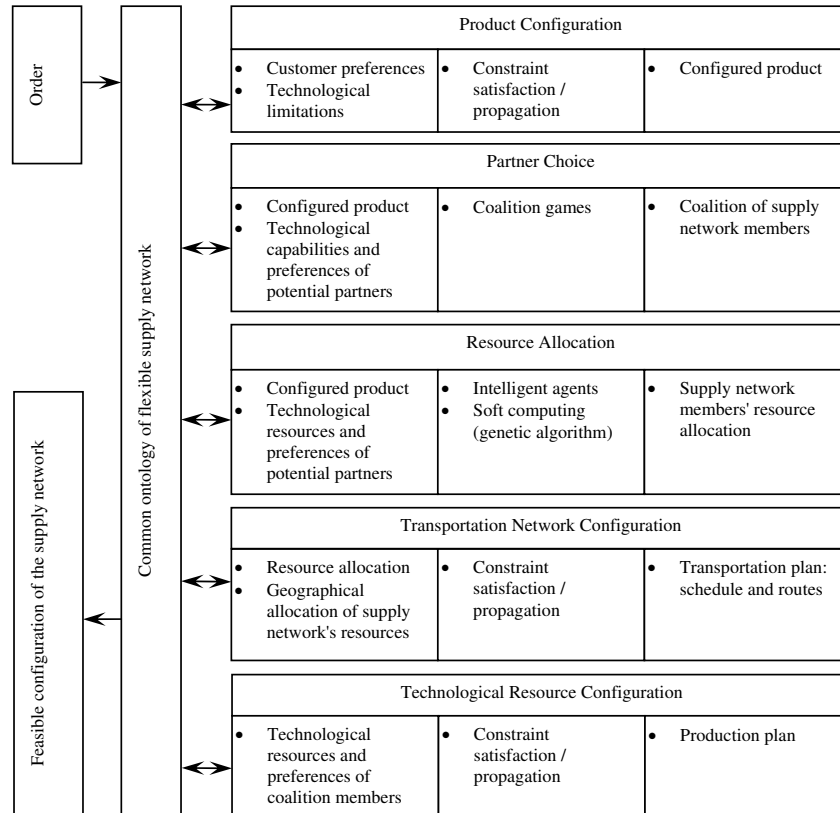 Order
Feasible configuration of the supply network
Common ontology of flexible supply network
Product Configuration
• Customer preferences
• Technological
limitations
• Constraint
satisfaction /
propagation
• Configured product
Partner Choice
• Configured product
• Technological
capabilities and
preferences of
potential partners
• Coalition games
• Coalition of supply
network members
Resource Allocation
• Configured product
• Technological
resources and
preferences of
potential partners
• Intelligent agents
• Soft computing
(genetic algorithm)
• Supply network
members' resource
allocation
Transportation Network Configuration
• Resource allocation
• Geographical
allocation of supply
network's resources
• Constraint
satisfaction /
propagation
• Transportation plan:
schedule and routes
Technological Resource Configuration
• Technological
resources and
preferences of
coalition members
• Constraint
satisfaction /
propagation
• Production plan